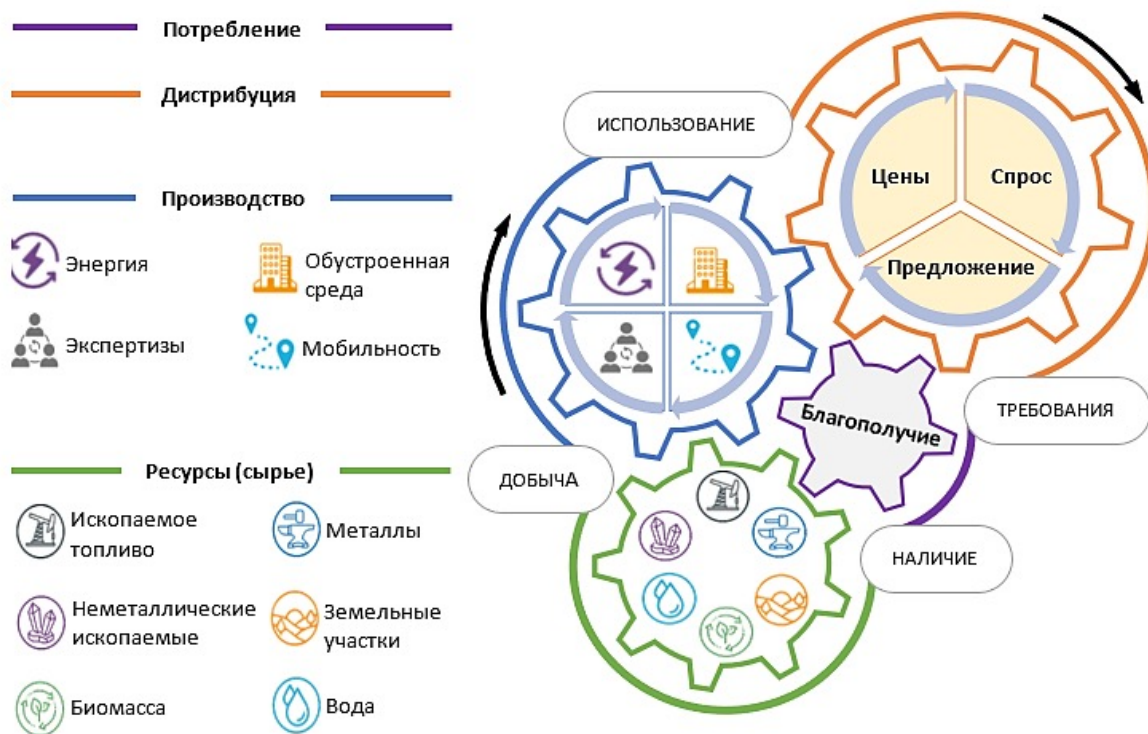 Потребление
Дистрибуция
Производство
Энергия
Обустроенная
среда
Экспертизы
Мобильность
Ресурсы (сырье)
Ископаемое
топливо
Металлы
Неметаллические
ископаемые
Земельные
участки
Биомасса
Вода
ИСПОЛЬЗОВАНИЕ
Цены
Спрос
Предложение
Благополучие
ТРЕБОВАНИЯ
ДОБЫЧА
НАЛИЧИЕ